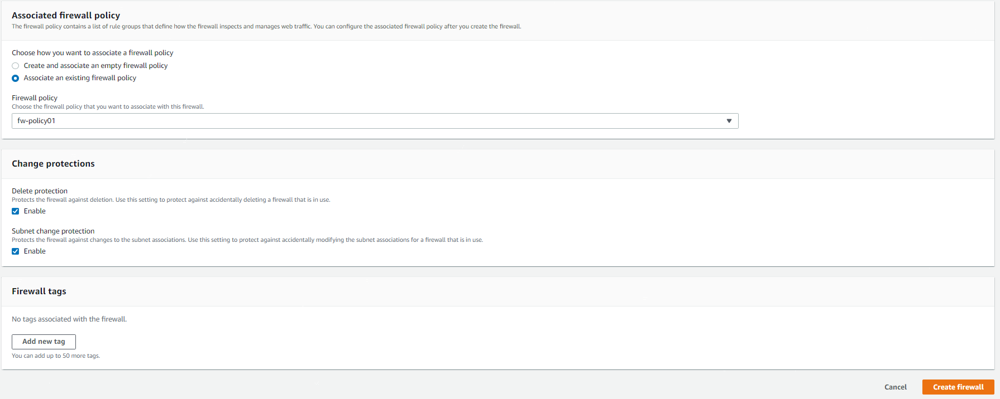 Associated firewall policy
The firewall policy contains a list of rule groups that define how the firewall inspects and manages web traffic. You can configure the associated firewall policy after you create the firewall.
Choose how you want to associate a firewall policy
Create and associate an empty firewall policy
Associate an existing firewall policy
Firewall policy
Choose the firewall policy that you want to associate with this firewall.
fw-policy01
Change protections
Delete protection
Protects the firewall against deletion. Use this setting to protect against accidentally deleting a firewall that is in use.
Enable
Subnet change protection
Protects the firewall against changes to the subnet associations. Use this setting to protect against accidentally modifying the subnet associations for a firewall that is in use.
Enable
Firewall tags
No tags associated with the firewall.
Add new tag
You can add up to 50 more tags.
Cancel
Create firewall